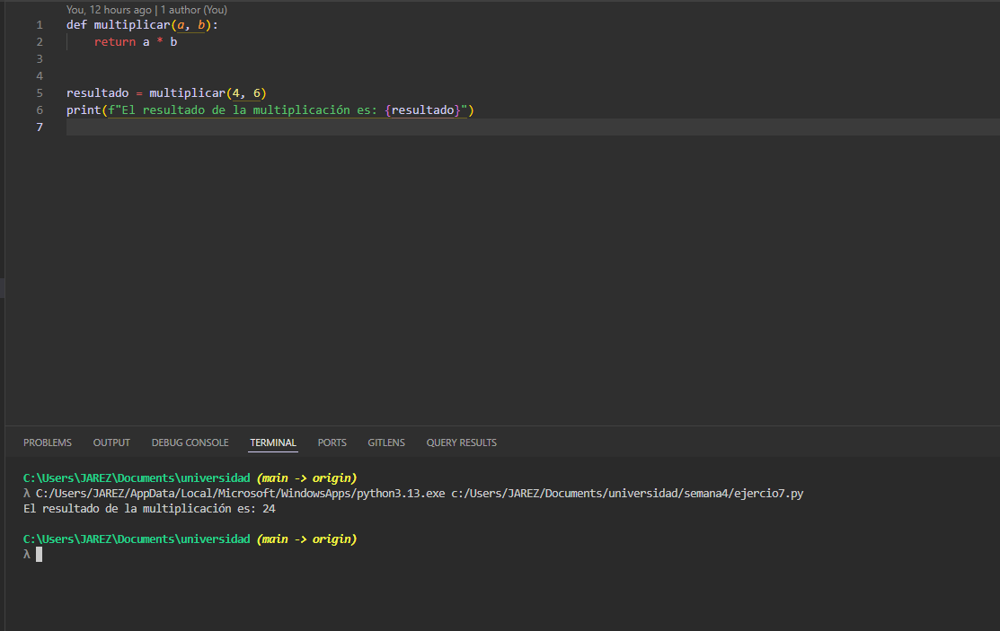 You, 12 hours ago | 1 author (You)
1 def multiplicar(a, b):
2     return a * b
3
4
5 resultado = multiplicar(4, 6)
6 print(f"El resultado de la multiplicación es: {resultado}")
7
PROBLEMS OUTPUT DEBUG CONSOLE TERMINAL PORTS GITLENS QUERY RESULTS
C:\Users\JAREZ\Documents\universidad (main -> origin)
λ C:/Users/JAREZ/AppData/Local/Microsoft/WindowsApps/python3.13.exe c:/Users/JAREZ/Documents/universidad/semana4/ejercio7.py
El resultado de la multiplicación es: 24
C:\Users\JAREZ\Documents\universidad (main -> origin)
λ